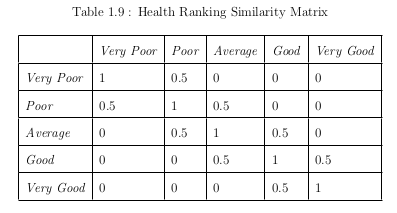 Table 1.9 : Health Ranking Similarity Matrix
Very Poor Poor Average Good Very Good
Very Poor 1 0.5 0 0 0
Poor 0.5 1 0.5 0 0
Average 0 0.5 1 0.5 0
Good 0 0 0.5 1 0.5
Very Good 0 0 0 0.5 1